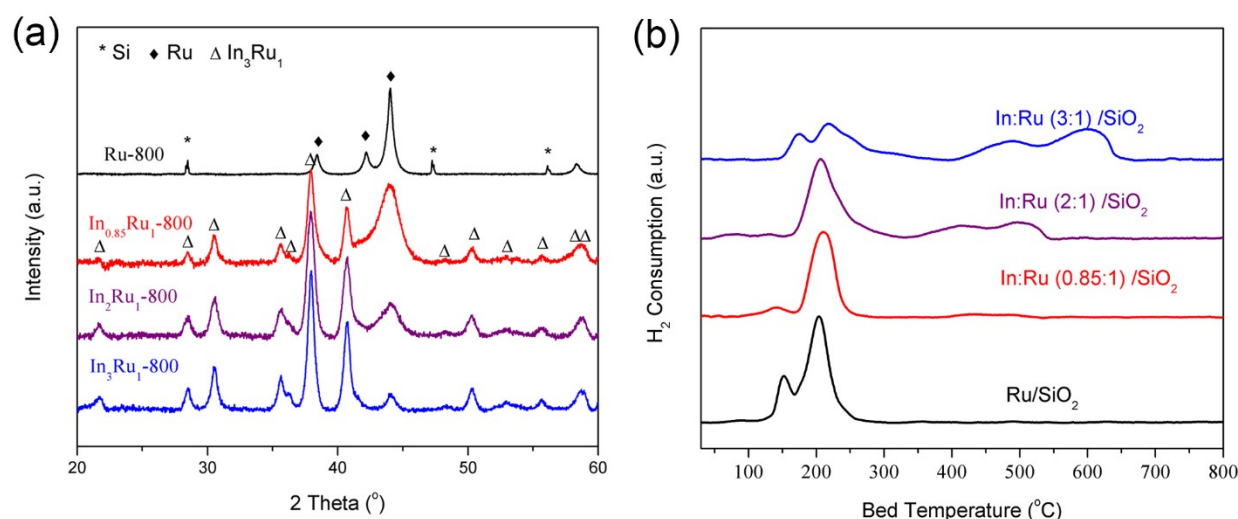 (a)
* Si ♦ Ru Δ In₃Ru₁
Ru-800
In₀.₈₅Ru₁-800
In₂Ru₁-800
In₃Ru₁-800
Intensity (a.u.)
20 30 40 50 60
2 Theta (°)
(b)
In:Ru (3:1) /SiO₂
In:Ru (2:1) /SiO₂
In:Ru (0.85:1) /SiO₂
Ru/SiO₂
H₂ Consumption (a.u.)
100 200 300 400 500 600 700 800
Bed Temperature (°C)